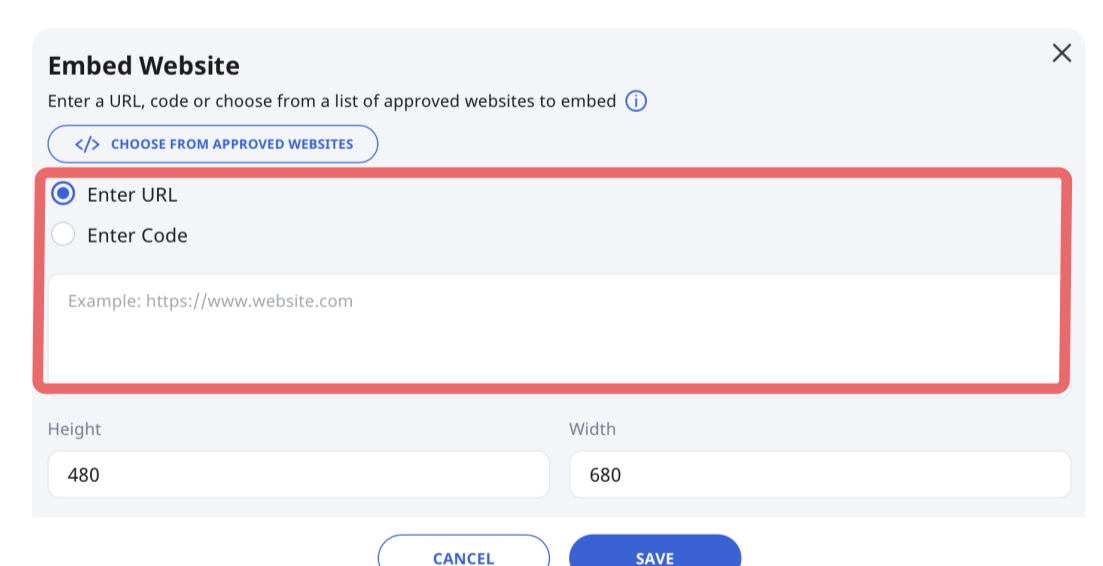 Embed Website
Enter a URL, code or choose from a list of approved websites to embed
</> CHOOSE FROM APPROVED WEBSITES
Enter URL
Enter Code
Example: https://www.website.com
Height
Width
480
680
CANCEL
SAVE